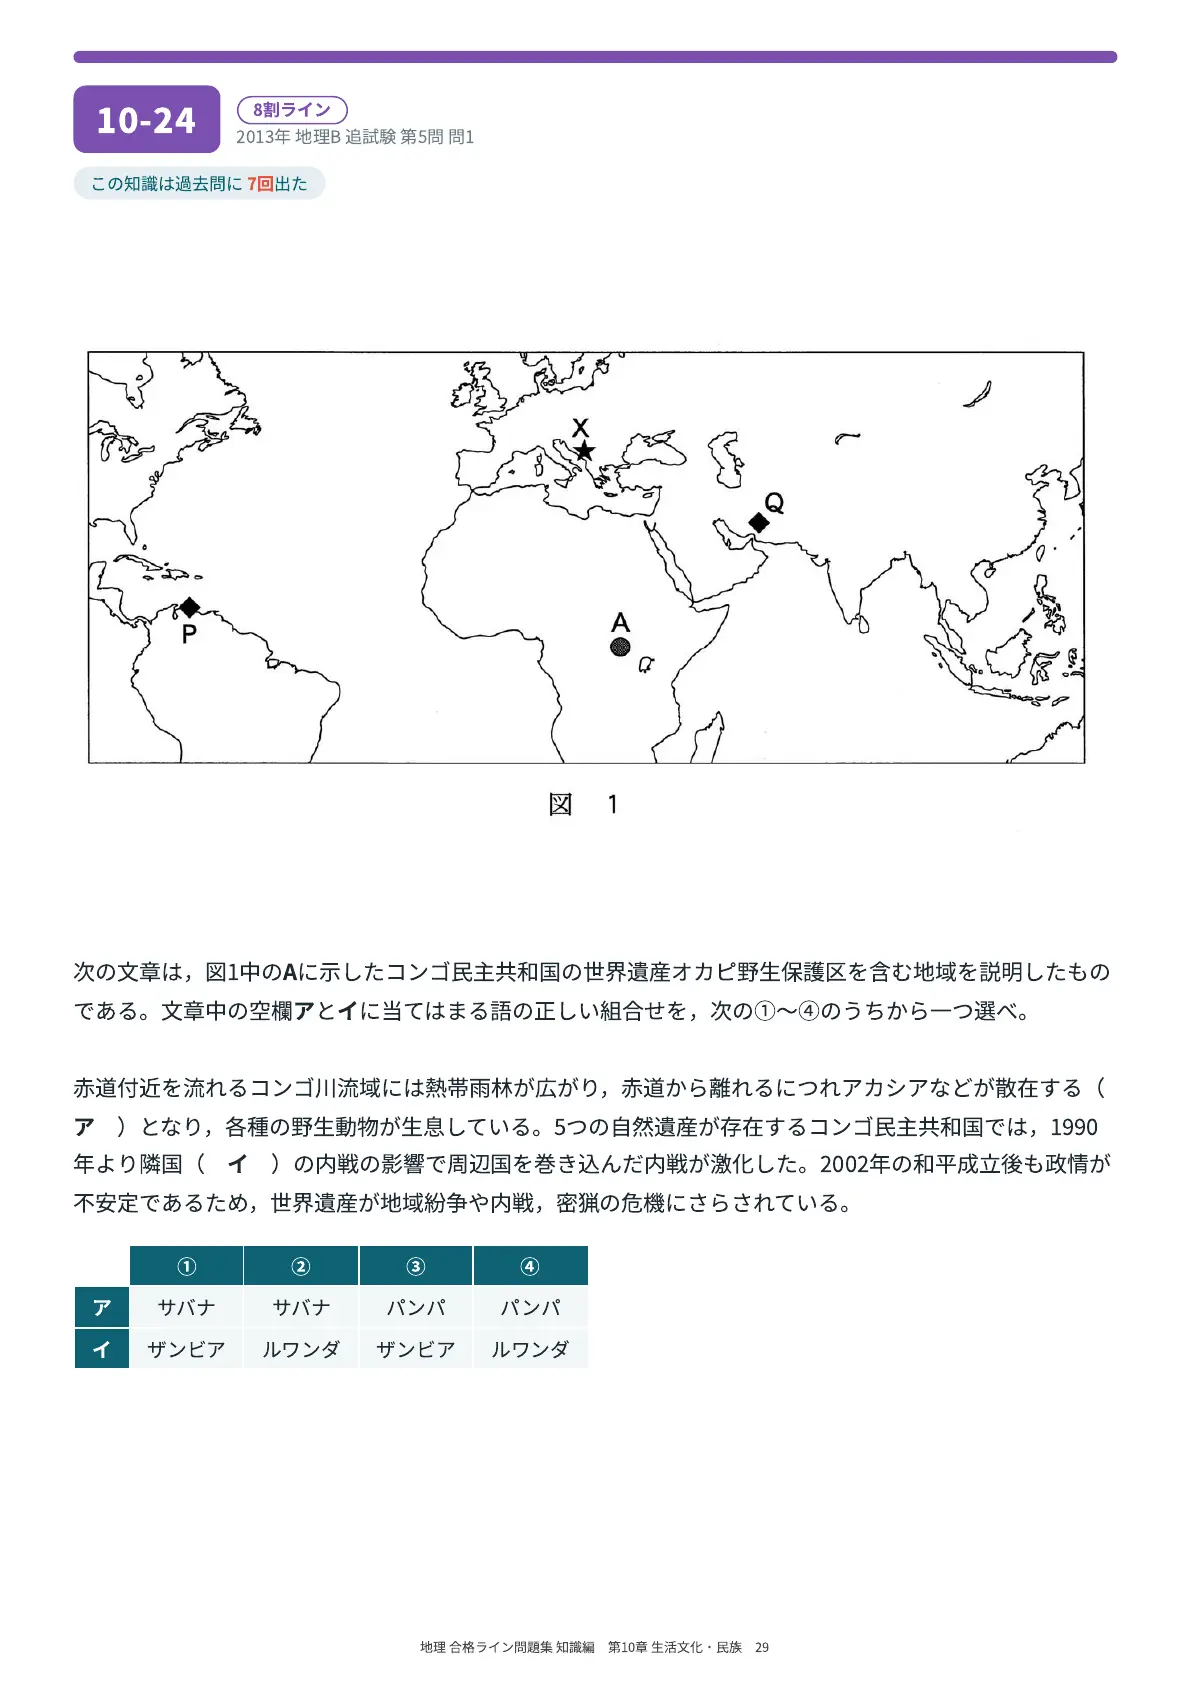 10-24
8割ライン
2013年 地理B 追試験 第5問 問1
この知識は過去問に 7回出た
X
Q
P
A
図 1
次の文章は，図1中のAに示したコンゴ民主共和国の世界遺産オカピ野生保護区を含む地域を説明したもの
である。文章中の空欄アとイに当てはまる語の正しい組合せを，次の①～④のうちから一つ選べ。
赤道付近を流れるコンゴ川流域には熱帯雨林が広がり，赤道から離れるにつれアカシアなどが散在する（
ア　）となり，各種の野生動物が生息している。5つの自然遺産が存在するコンゴ民主共和国では，1990
年より隣国（　イ　）の内戦の影響で周辺国を巻き込んだ内戦が激化した。2002年の和平成立後も政情が
不安定であるため，世界遺産が地域紛争や内戦，密猟の危機にさらされている。
① ② ③ ④
ア サバナ サバナ パンパ パンパ
イ ザンビア ルワンダ ザンビア ルワンダ
地理 合格ライン問題集 知識編　第10章 生活文化・民族　29